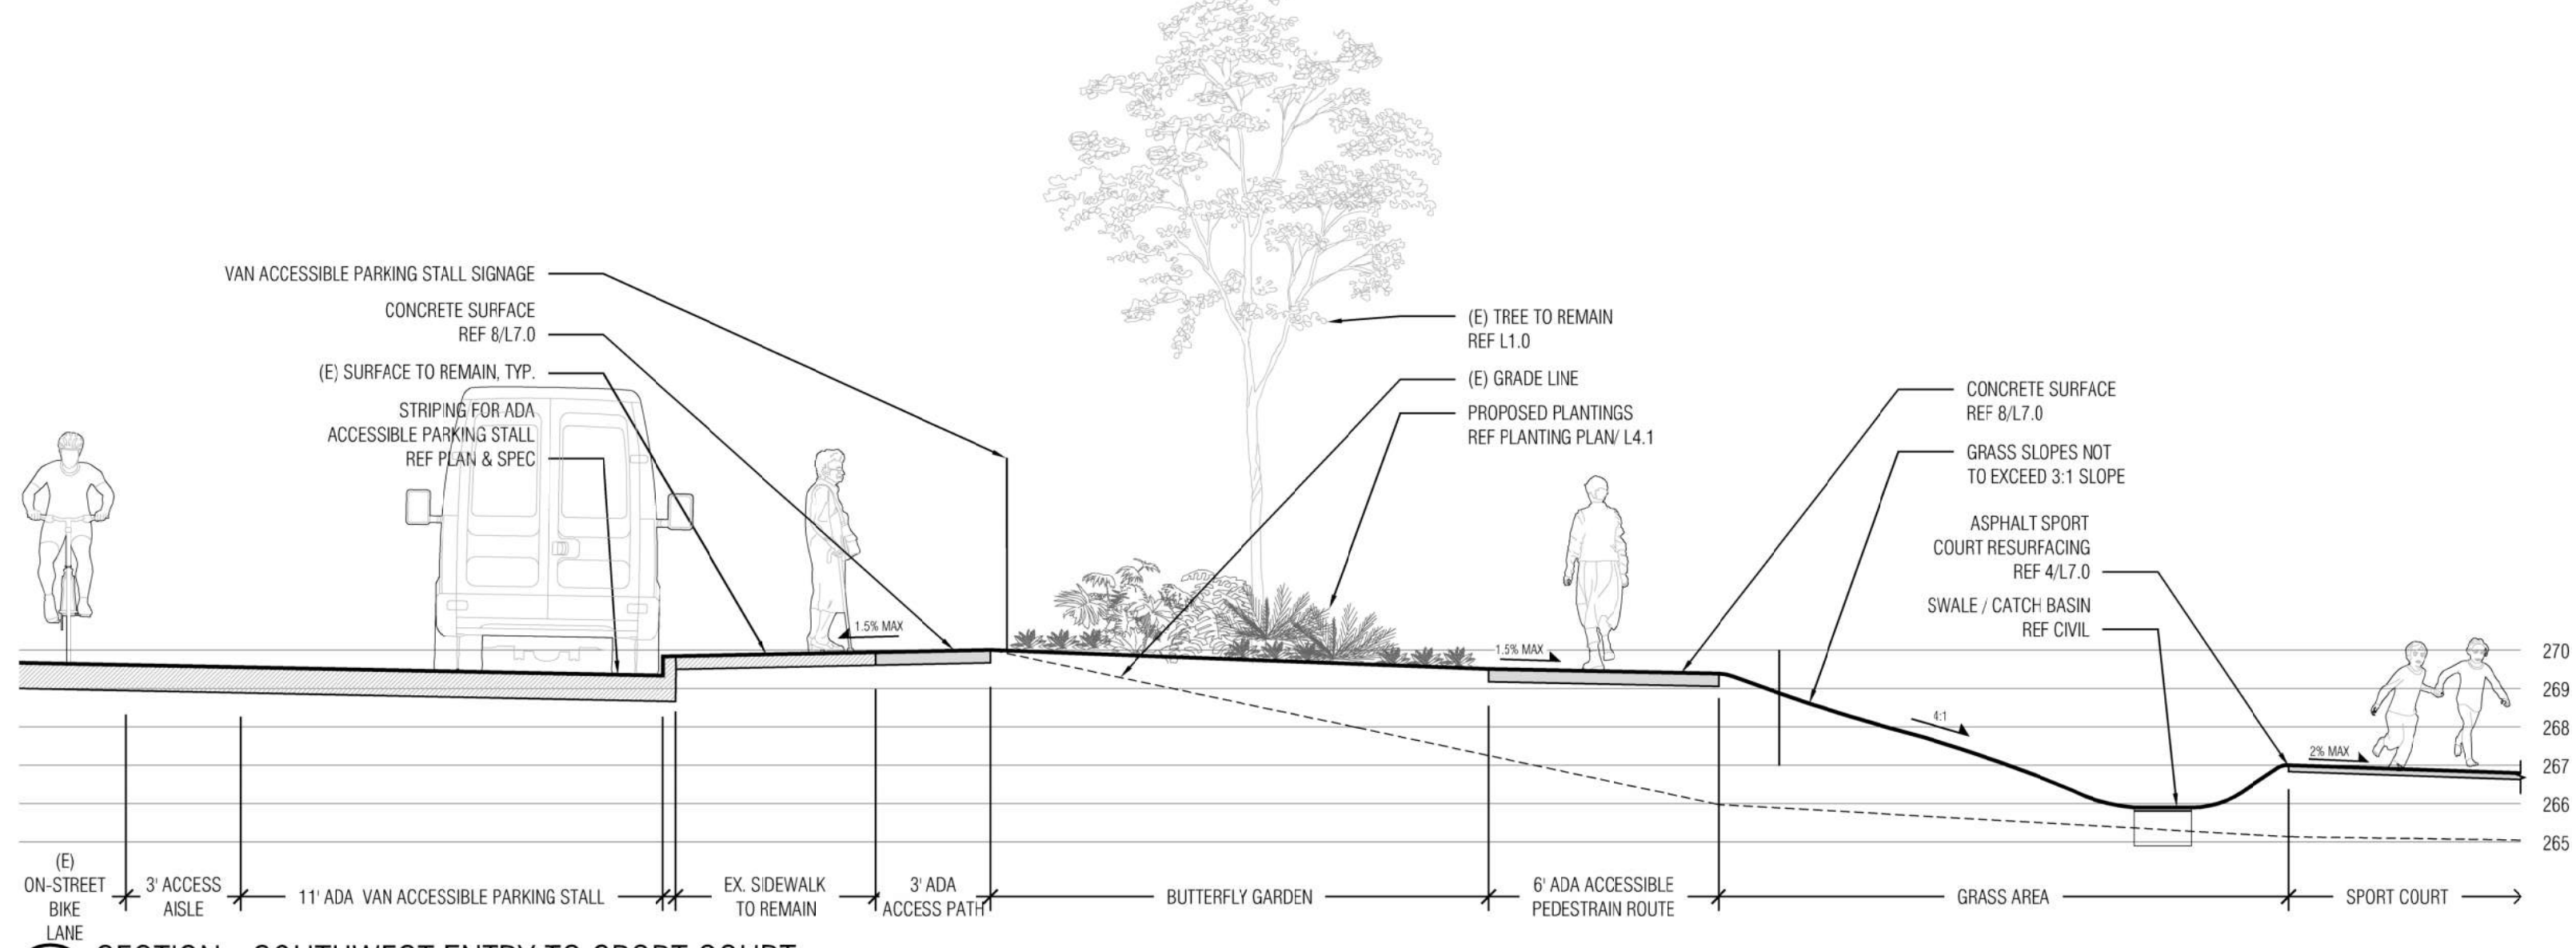 VAN ACCESSIBLE PARKING STALL SIGNAGE
CONCRETE SURFACE
REF 8/L7.0
(E) SURFACE TO REMAIN, TYP.
STRIPING FOR ADA
ACCESSIBLE PARKING STALL
REF PLAN & SPEC
(E) TREE TO REMAIN
REF L1.0
(E) GRADE LINE
PROPOSED PLANTINGS
REF PLANTING PLAN/ L4.1
CONCRETE SURFACE
REF 8/L7.0
GRASS SLOPES NOT
TO EXCEED 3:1 SLOPE
ASPHALT SPORT
COURT RESURFACING
REF 4/L7.0
SWALE / CATCH BASIN
REF CIVIL
1.5% MAX
1.5% MAX
4:1
2% MAX
270
269
268
267
266
265
(E)
ON-STREET
BIKE
LANE
3' ACCESS
AISLE
11' ADA VAN ACCESSIBLE PARKING STALL
EX. SIDEWALK
TO REMAIN
3' ADA
ACCESS PATH
BUTTERFLY GARDEN
6' ADA ACCESSIBLE
PEDESTRAIN ROUTE
GRASS AREA
SPORT COURT
SECTION - SOUTHWEST ENTRY TO SPORT COURT